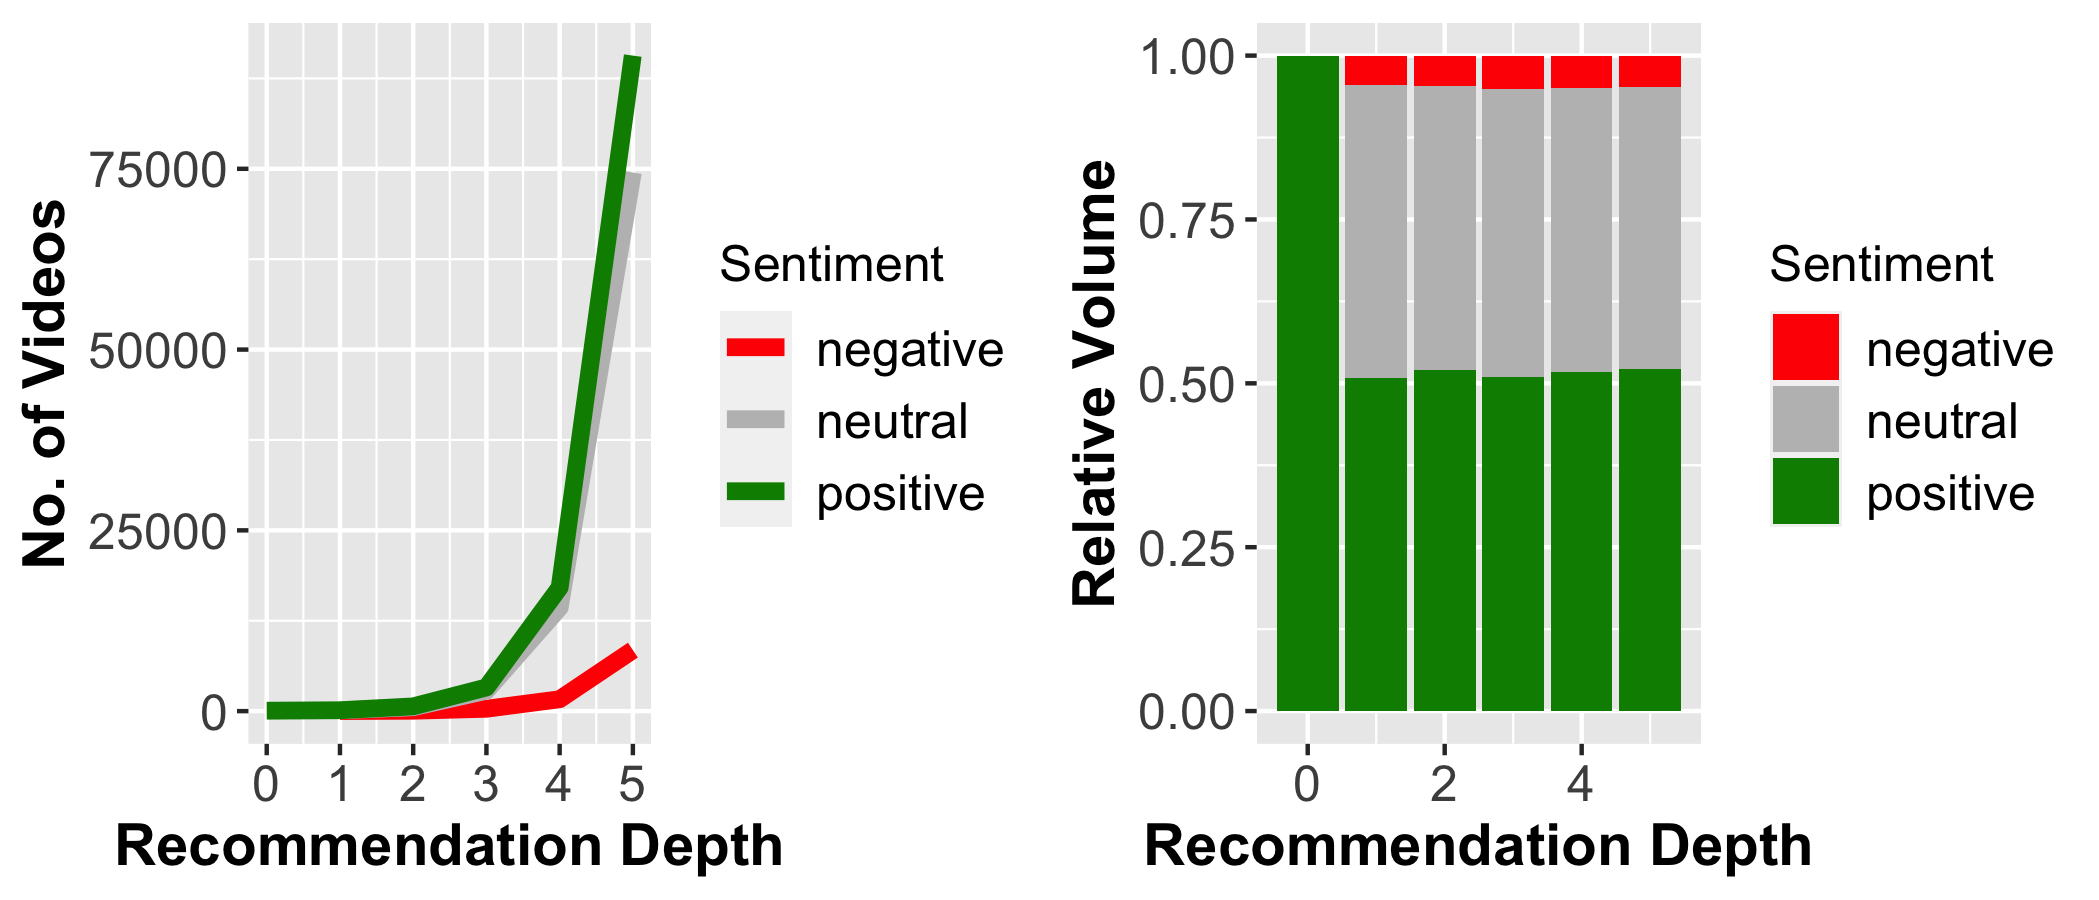 No. of Videos
75000
50000
25000
0
0 1 2 3 4 5
Recommendation Depth
Sentiment
negative
neutral
positive
Relative Volume
1.00
0.75
0.50
0.25
0.00
0 2 4
Recommendation Depth
Sentiment
negative
neutral
positive